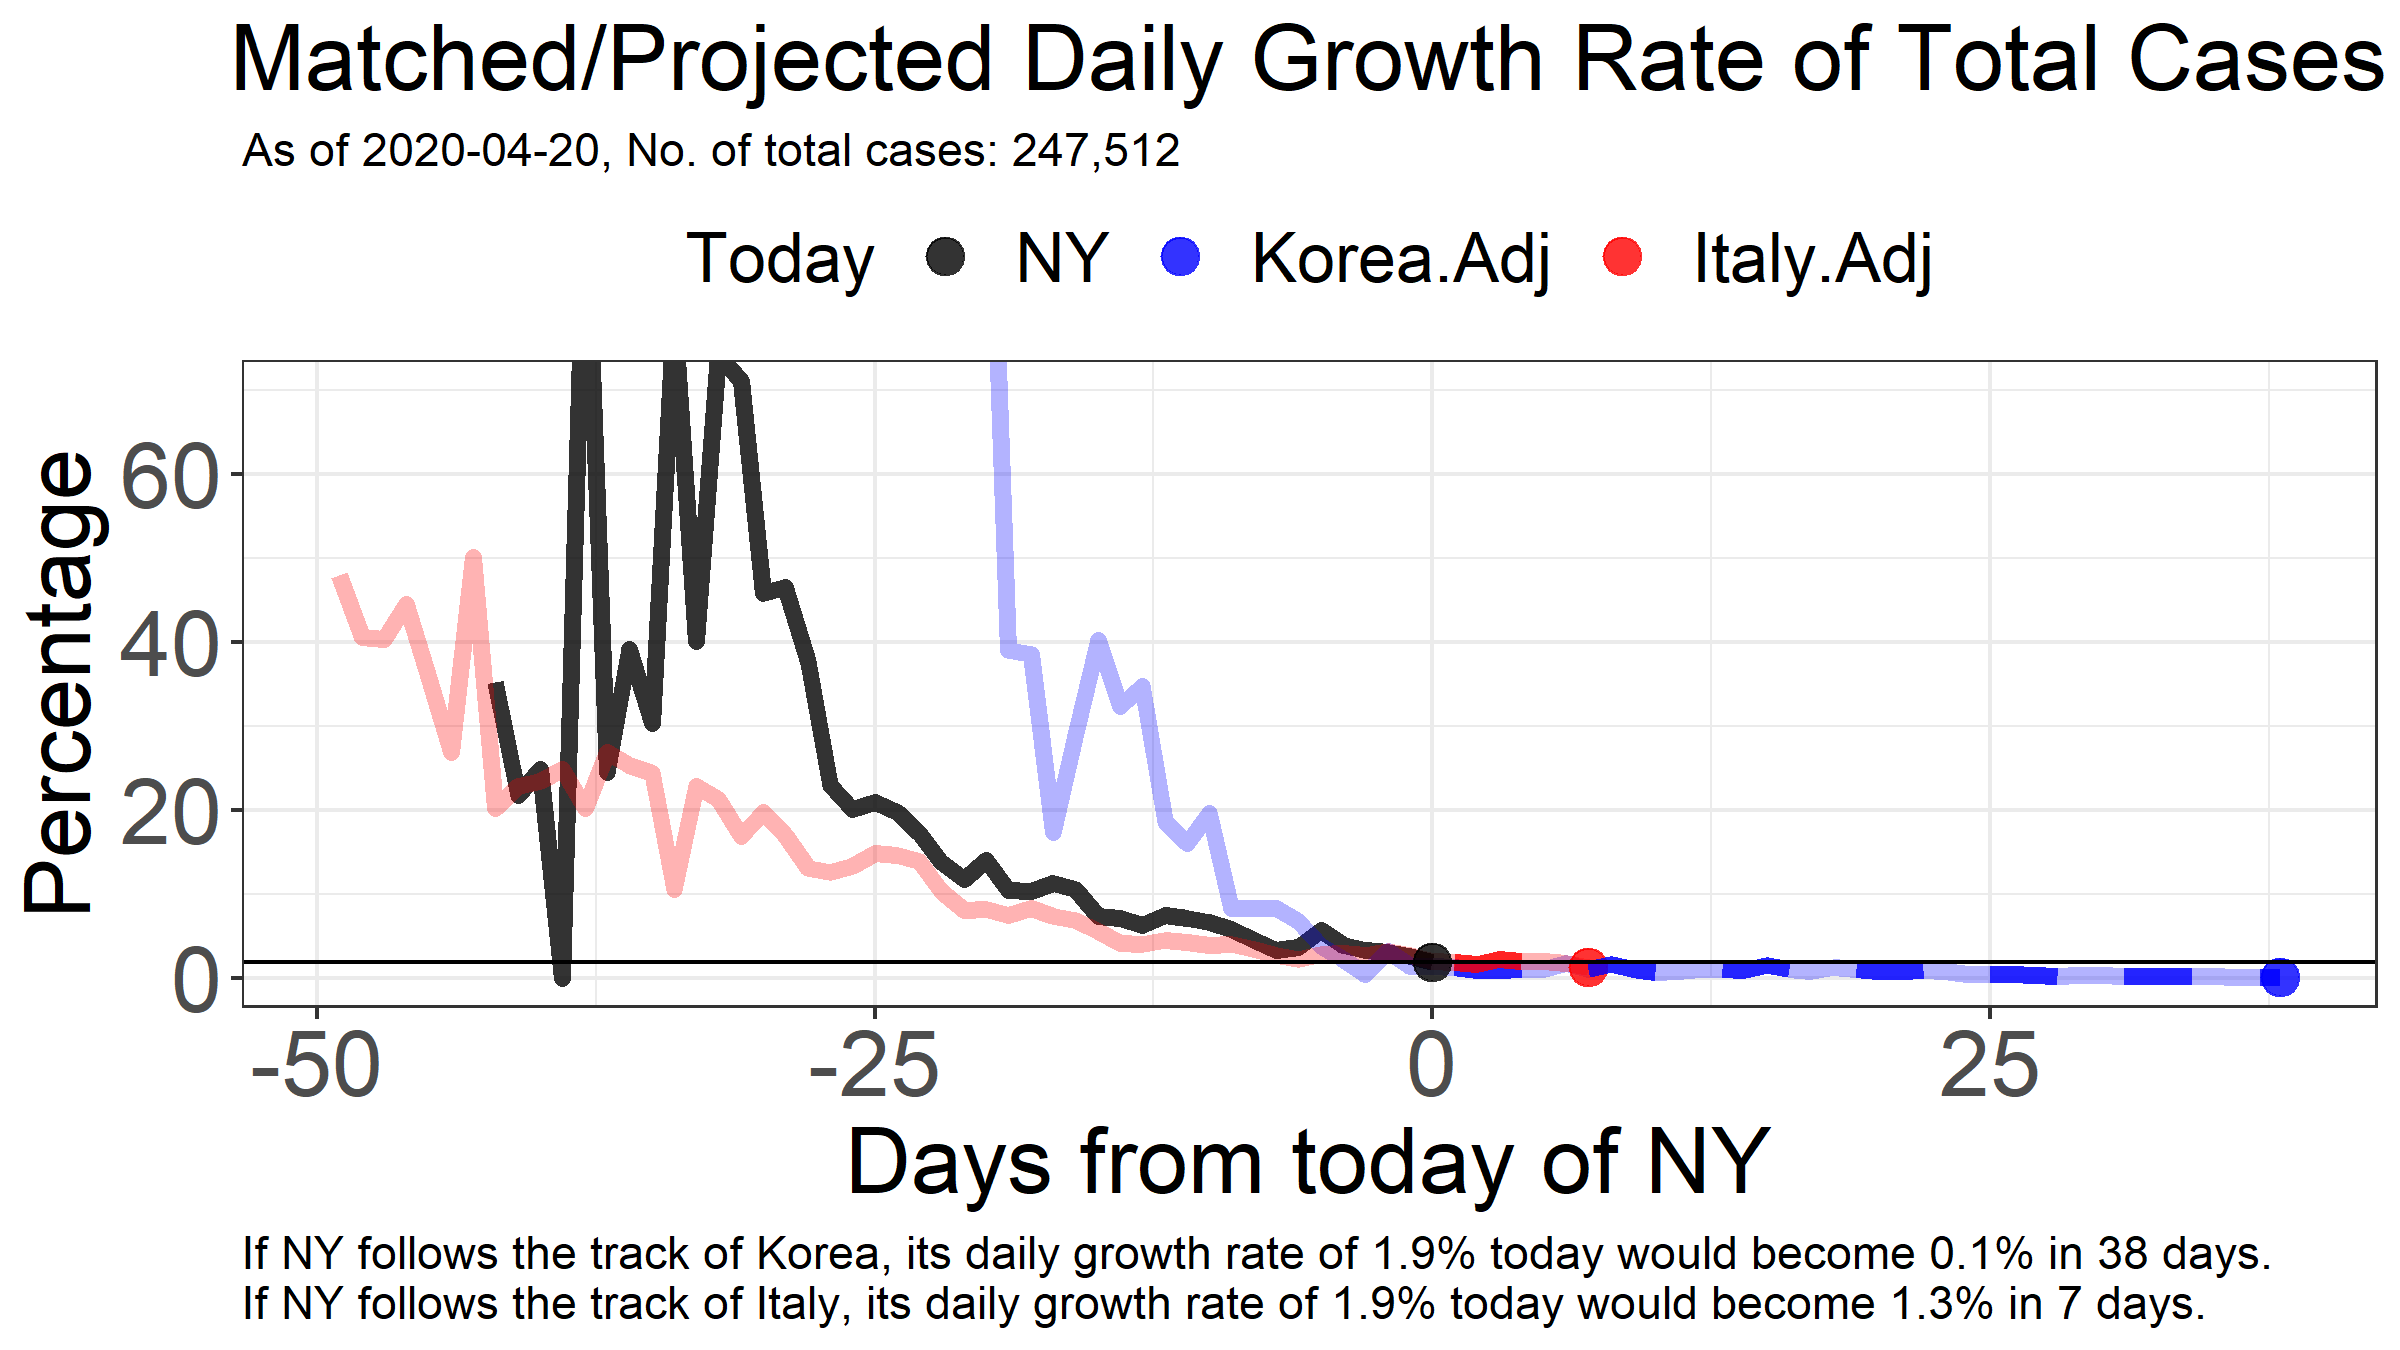 Matched/Projected Daily Growth Rate of Total Cases
As of 2020-04-20, No. of total cases: 247,512
Today NY Korea.Adj Italy.Adj
Percentage
60
40
20
0
-50 -25 0 25
Days from today of NY
If NY follows the track of Korea, its daily growth rate of 1.9% today would become 0.1% in 38 days.
If NY follows the track of Italy, its daily growth rate of 1.9% today would become 1.3% in 7 days.